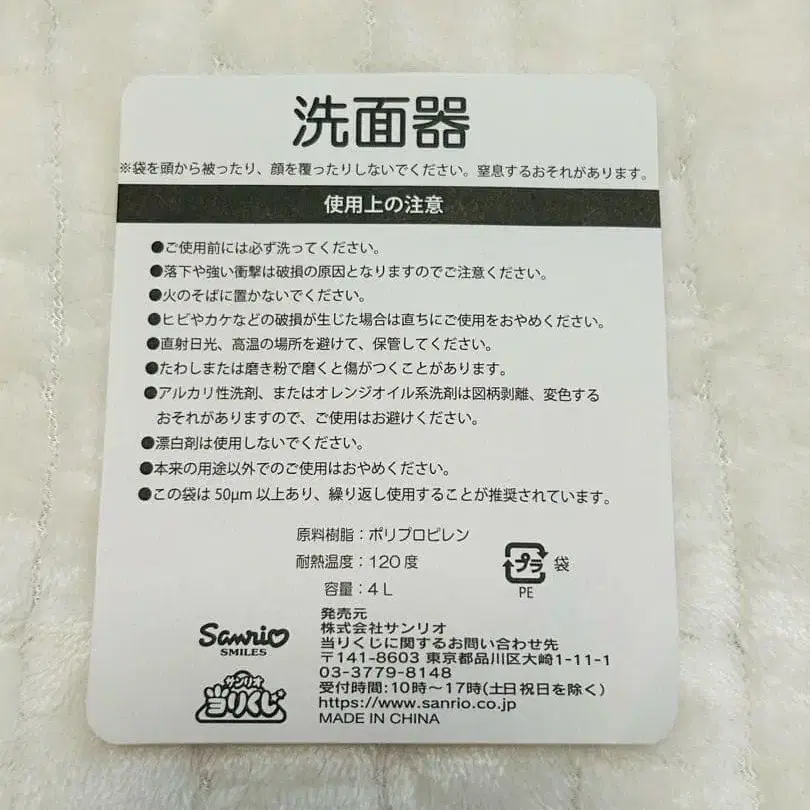 洗面器
※袋を頭から被ったり、顔を覆ったりしないでください。窒息するおそれがあります。
使用上の注意
●ご使用前には必ず洗ってください。
●落下や強い衝撃は破損の原因となりますのでご注意ください。
●火のそばに置かないでください。
●ヒビやカケなどの破損が生じた場合は直ちにご使用をおやめください。
●直射日光、高温の場所を避けて、保管してください。
●たわしまたは磨き粉で磨くと傷がつくことがあります。
●アルカリ性洗剤、またはオレンジオイル系洗剤は図柄剥離、変色する
おそれがありますので、ご使用はお避けください。
●漂白剤は使用しないでください。
●本来の用途以外でのご使用はおやめください。
●この袋は50μm以上あり、繰り返し使用することが推奨されています。
原料樹脂：ポリプロピレン
耐熱温度：120度
容量：4L
プラ 袋
PE
Sanrio
SMILES
サンリオ
当りくじ
発売元
株式会社サンリオ
当りくじに関するお問い合わせ先
〒141-8603 東京都品川区大崎1-11-1
03-3779-8148
受付時間:10時～17時(土日祝日を除く)
https://www.sanrio.co.jp
MADE IN CHINA